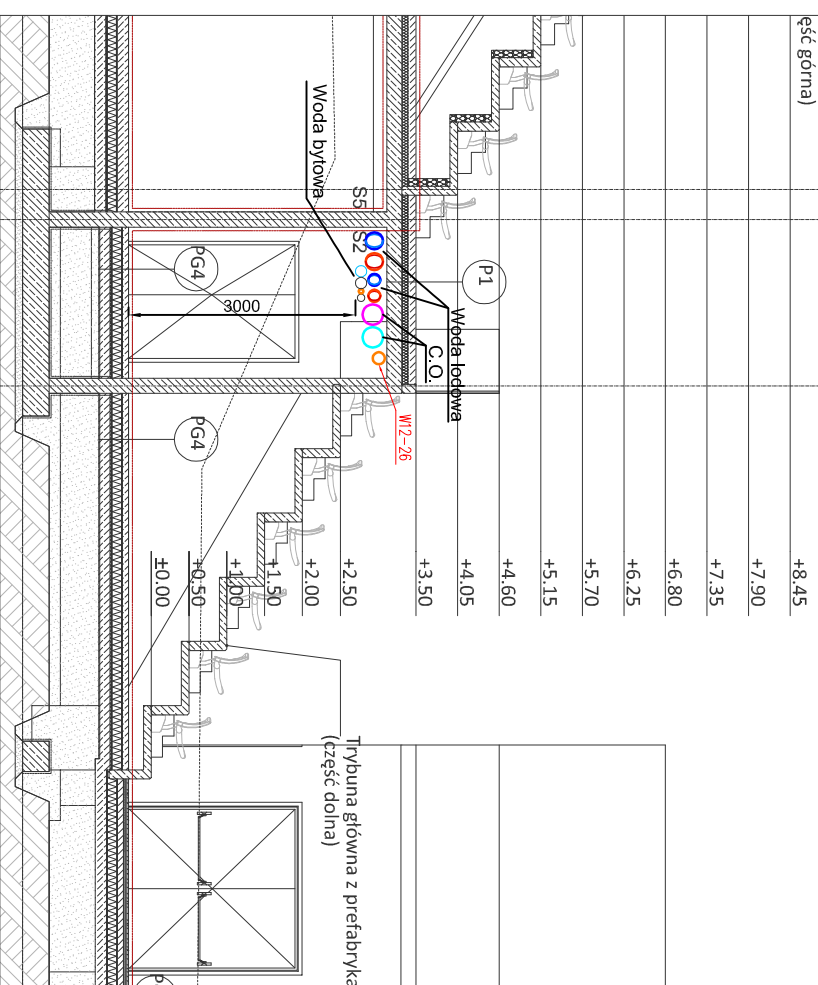 ęść górna)
Woda bytowa
S5
S2
P1
PG4
3000
Woda lodowa
C.O.
W12-26
PG4
+8.45
+7.90
+7.35
+6.80
+6.25
+5.70
+5.15
+4.60
+4.05
+3.50
+2.50
+2.00
+1.50
+1.00
+0.50
±0.00
Trybuna główna z prefabryka
(część dolna)
P